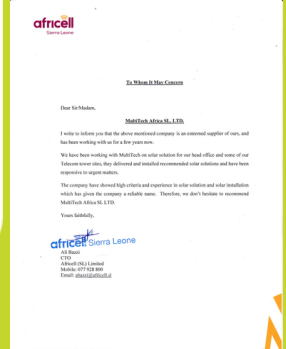 africell
Sierra Leone
To Whom It May Concern
Dear Sir/Madam,
MultiTech Africa SL. LTD.
I write to inform you that the above mentioned company is an esteemed supplier of ours, and
has been working with us for a few years now.
We have been working with MultiTech on solar solution for our head office and some of our
Telecom tower sites, they delivered and installed recommended solar solutions and have been
responsive to urgent matters.
The company have showed high criteria and experience in solar solution and solar installation
which has given the company a reliable name. Therefore, we don't hesitate to recommend
MultiTech Africa SL LTD.
Yours faithfully,
africell Sierra Leone
Ali Bazzi
CTO
Africell (SL) Limited
Mobile: 077 928 800
Email: abazzi@africell.sl